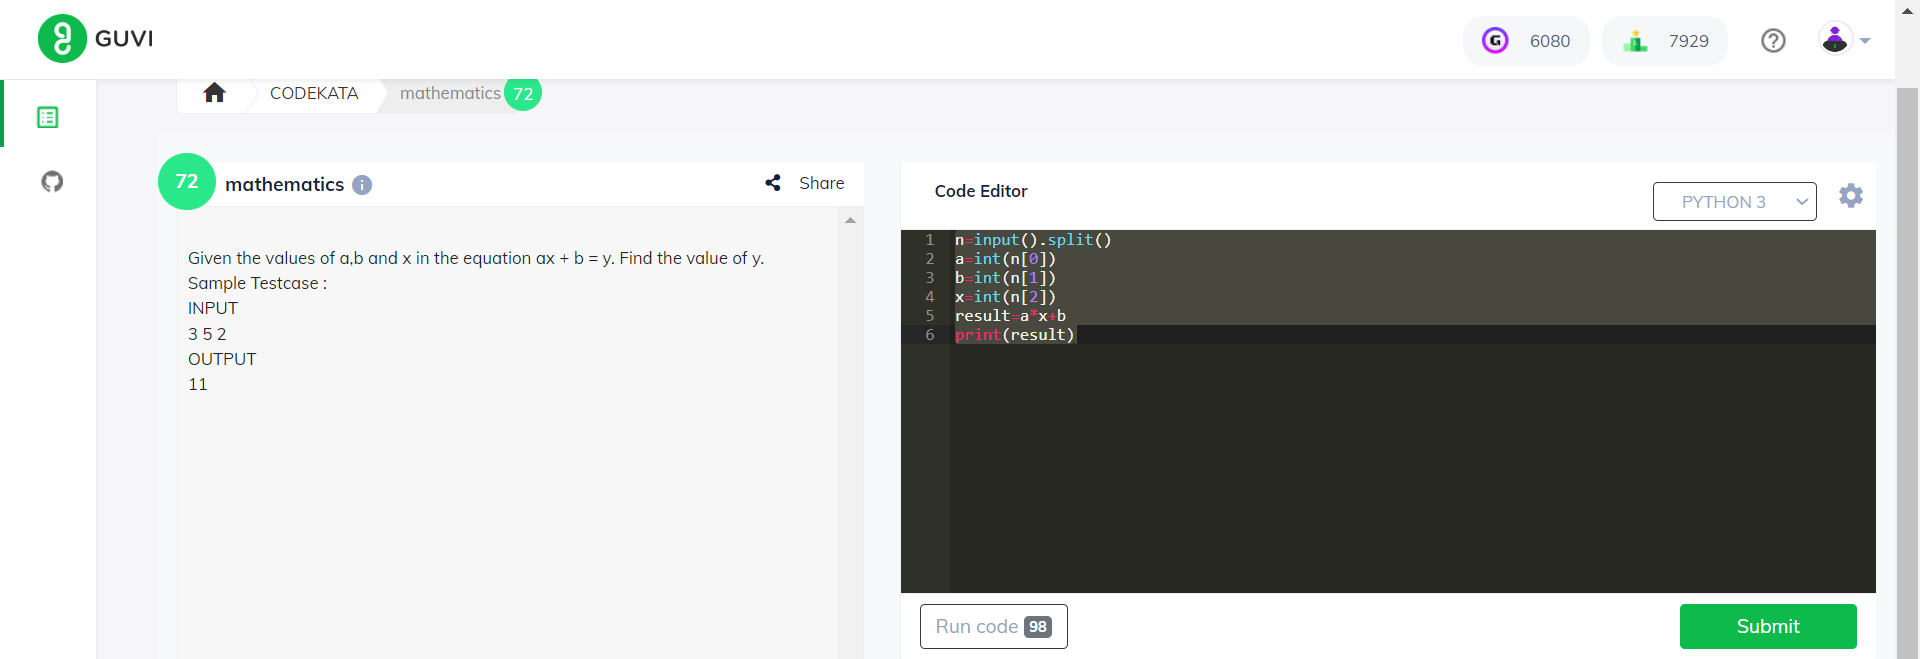 GUVI
6080
7929
CODEKATA
mathematics 72
72 mathematics
Share
Given the values of a,b and x in the equation ax + b = y. Find the value of y.
Sample Testcase :
INPUT
3 5 2
OUTPUT
11
Code Editor
PYTHON 3
1 n=input().split()
2 a=int(n[0])
3 b=int(n[1])
4 x=int(n[2])
5 result=a*x+b
6 print(result)
Run code 98
Submit